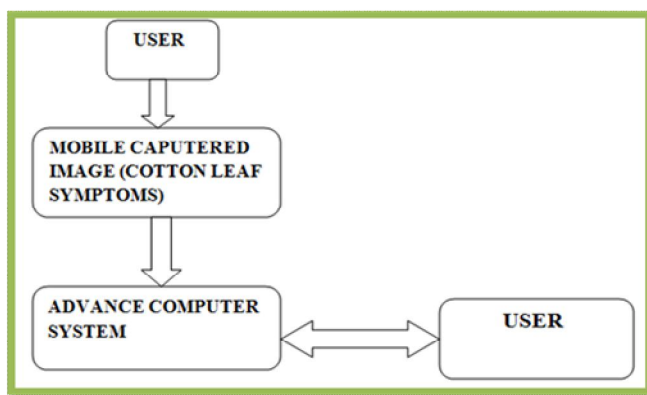 USER
MOBILE CAPUTERED
IMAGE (COTTON LEAF
SYMPTOMS)
ADVANCE COMPUTER
SYSTEM
USER